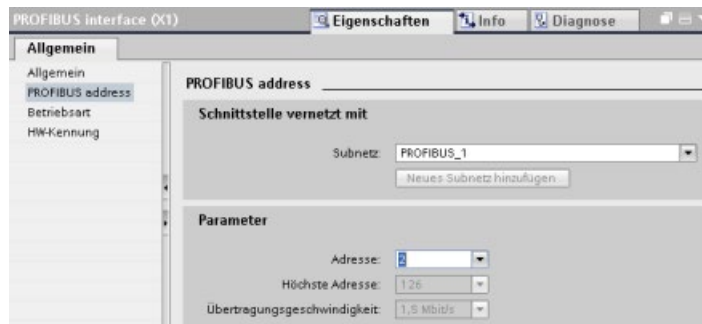 PROFIBUS interface (X1)
Eigenschaften
Info
Diagnose
Allgemein
Allgemein
PROFIBUS address
Betriebsart
HW-Kennung
PROFIBUS address
Schnittstelle vernetzt mit
Subnetz: PROFIBUS_1
Neues Subnetz hinzufügen
Parameter
Adresse: 2
Höchste Adresse: 126
Übertragungsgeschwindigkeit: 1,5 Mbit/s